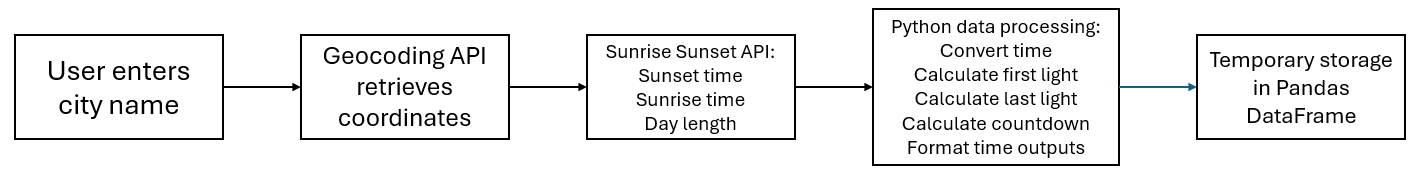 User enters
city name
Geocoding API
retrieves
coordinates
Sunrise Sunset API:
Sunset time
Sunrise time
Day length
Python data processing:
Convert time
Calculate first light
Calculate last light
Calculate countdown
Format time outputs
Temporary storage
in Pandas
DataFrame